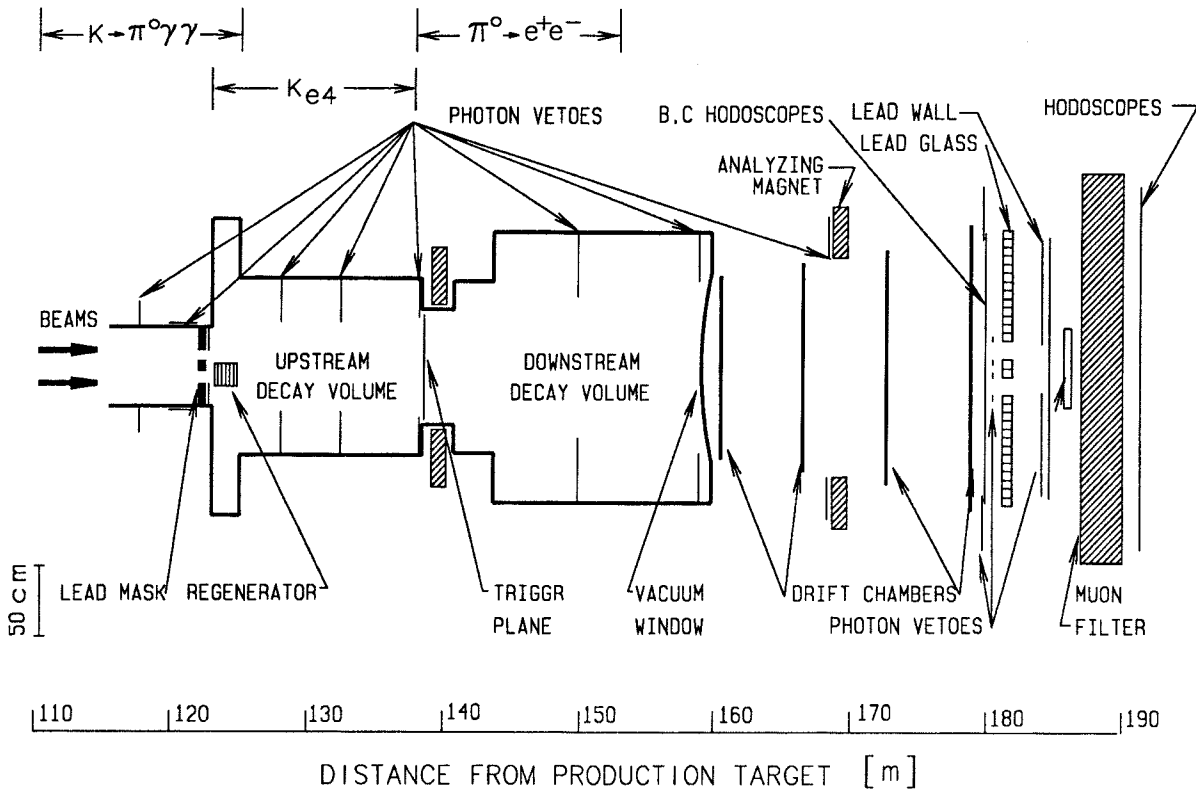 K→π⁰γγ
π⁰→e⁺e⁻
Ke4
PHOTON VETOES
B.C HODOSCOPES
LEAD WALL
LEAD GLASS
HODOSCOPES
ANALYZING
MAGNET
BEAMS
UPSTREAM
DECAY VOLUME
DOWNSTREAM
DECAY VOLUME
50 cm
LEAD MASK
REGENERATOR
TRIGGR
PLANE
VACUUM
WINDOW
DRIFT CHAMBERS
PHOTON VETOES
MUON
FILTER
110 120 130 140 150 160 170 180 190
DISTANCE FROM PRODUCTION TARGET [m]